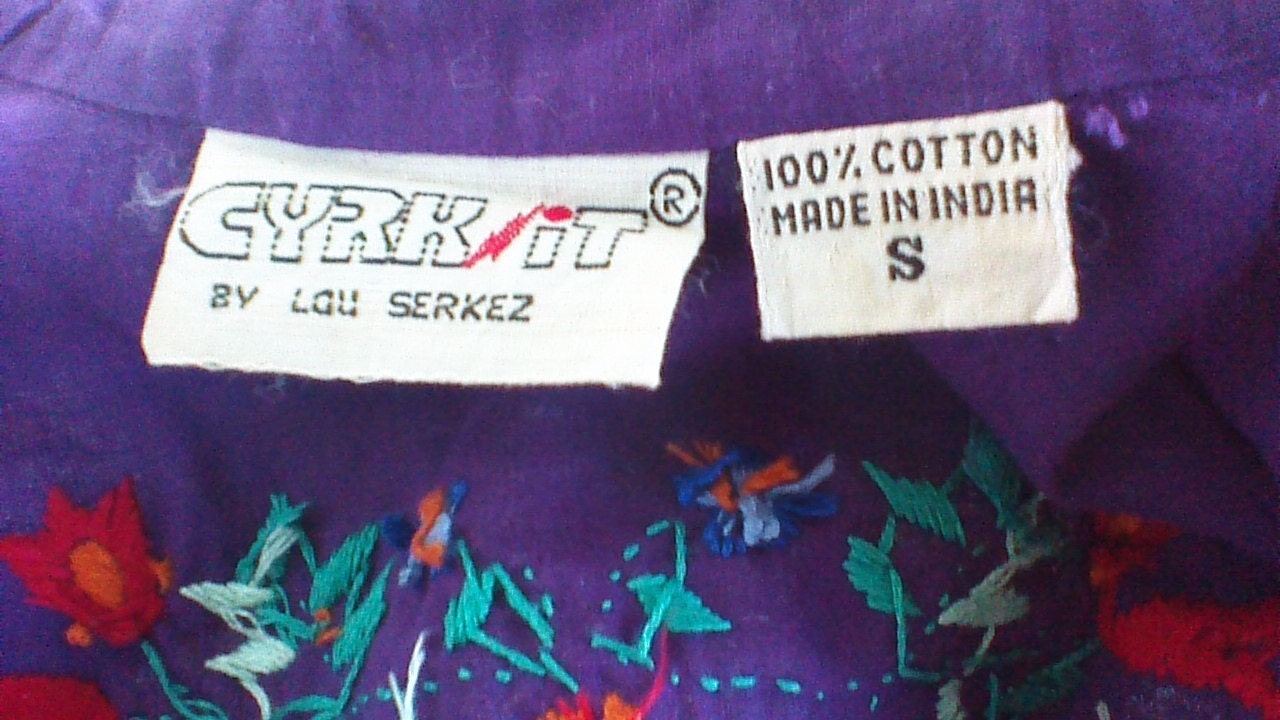 CYRK/iT®
BY LOU SERKEZ
100% COTTON
MADE IN INDIA
S